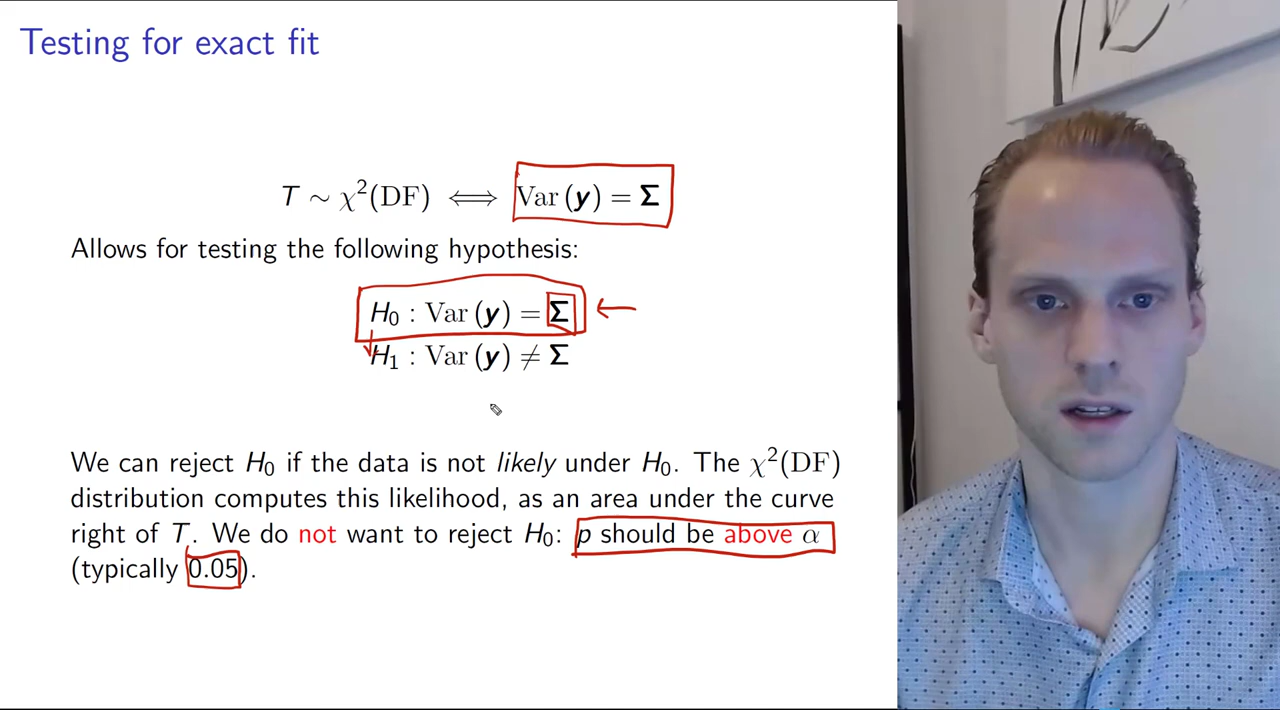 Testing for exact fit
T ∼ χ²(DF) ⟺ Var (y) = Σ
Allows for testing the following hypothesis:
H₀ : Var (y) = Σ
H₁ : Var (y) ≠ Σ
We can reject H₀ if the data is not likely under H₀. The χ²(DF)
distribution computes this likelihood, as an area under the curve
right of T. We do not want to reject H₀: p should be above α
(typically 0.05).